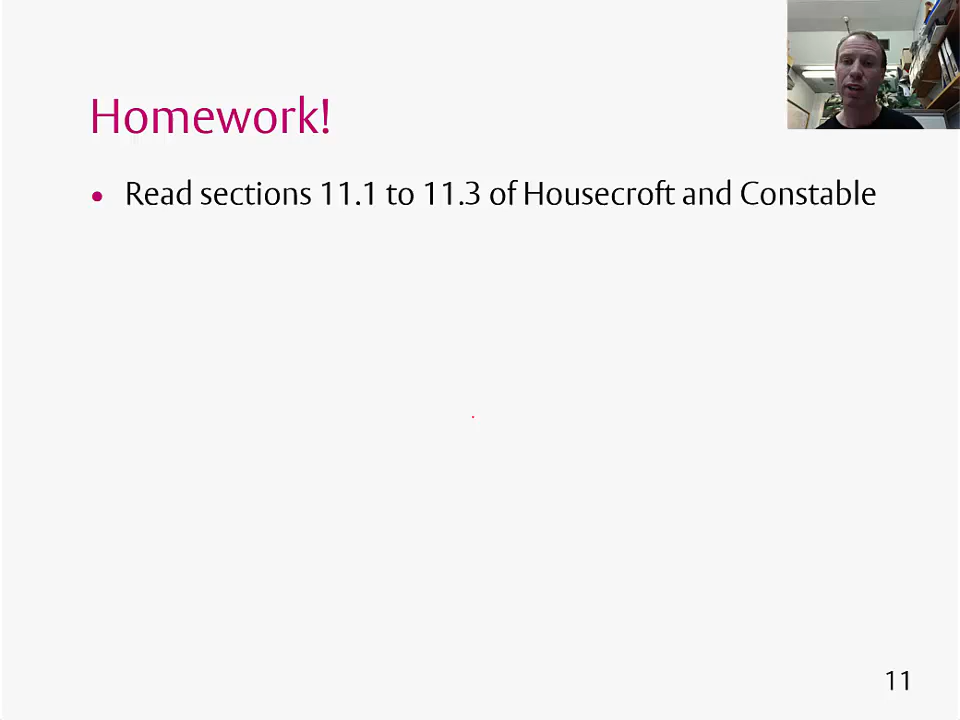 Homework!
• Read sections 11.1 to 11.3 of Housecroft and Constable
11